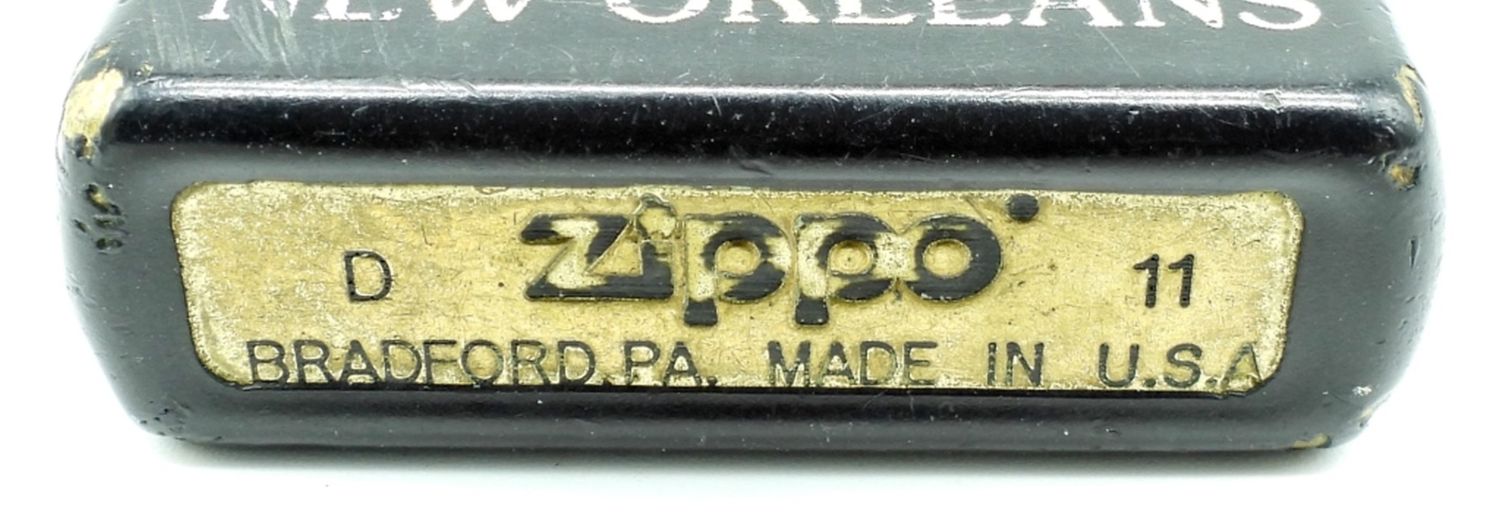 NEW ORLEANS
D Zippo 11
BRADFORD, PA. MADE IN U.S.A